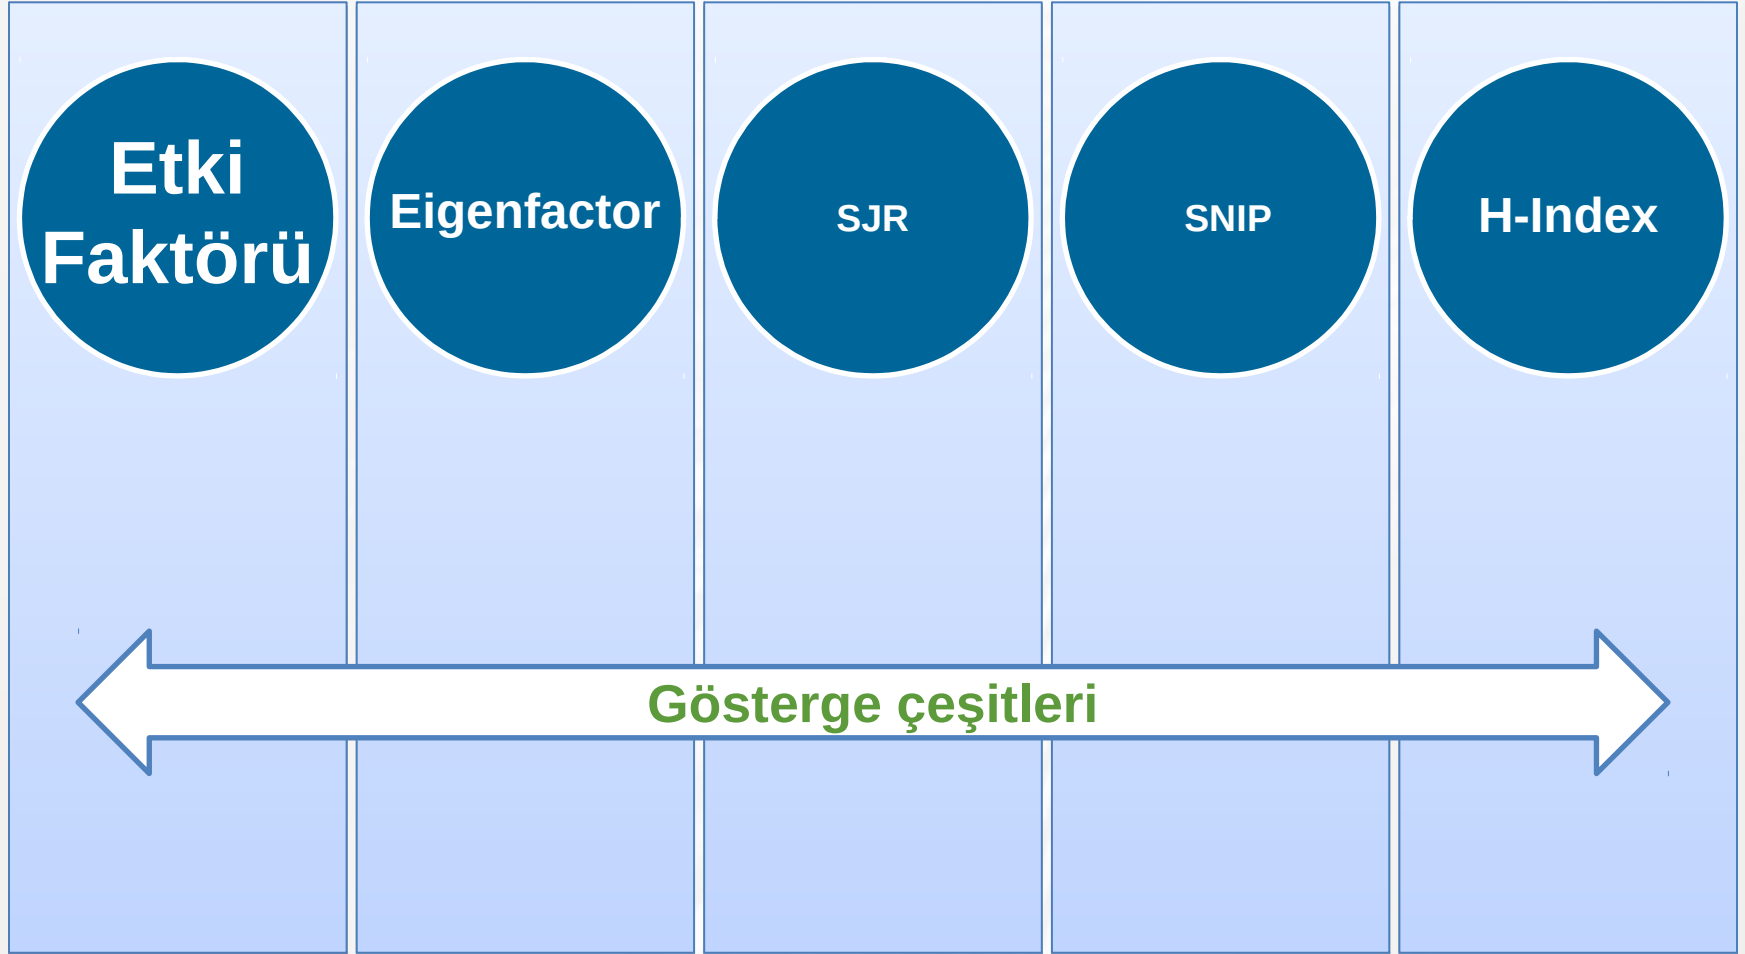 Etki
Faktörü
Eigenfactor
SJR
SNIP
H-Index
Gösterge çeşitleri